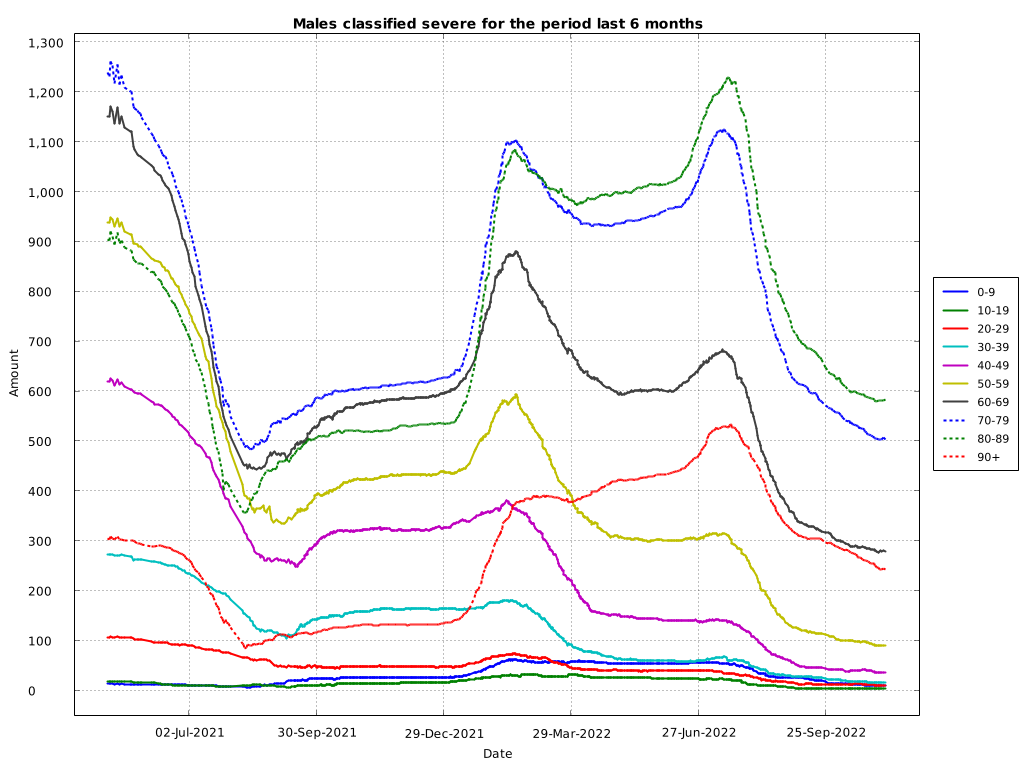 Males classified severe for the period last 6 months
1,300
1,200
1,100
1,000
900
800
700
600
500
400
300
200
100
0
Amount
02-Jul-2021
30-Sep-2021
29-Dec-2021
29-Mar-2022
27-Jun-2022
25-Sep-2022
Date
0-9
10-19
20-29
30-39
40-49
50-59
60-69
70-79
80-89
90+